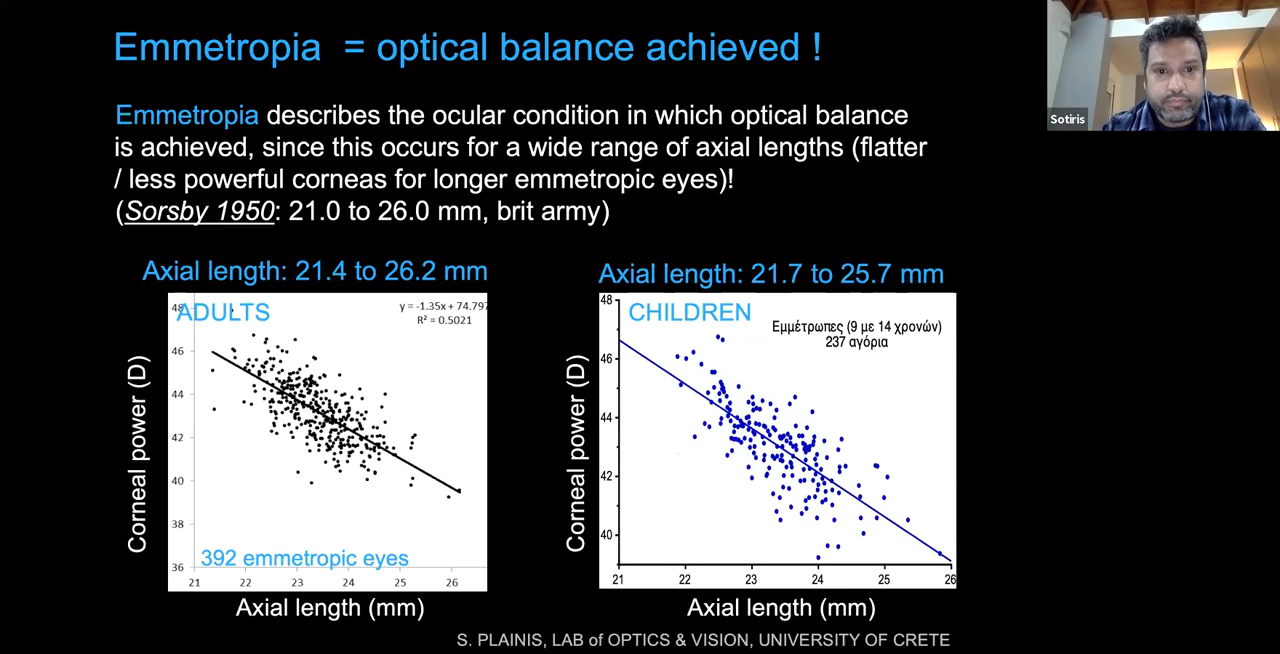 Emmetropia = optical balance achieved !
Sotiris
Emmetropia describes the ocular condition in which optical balance
is achieved, since this occurs for a wide range of axial lengths (flatter
/ less powerful corneas for longer emmetropic eyes)!
(Sorsby 1950: 21.0 to 26.0 mm, brit army)
Axial length: 21.4 to 26.2 mm
ADULTS
y = -1.35x + 74.797
R² = 0.5021
48
46
44
42
40
38
36
Corneal power (D)
392 emmetropic eyes
21 22 23 24 25 26
Axial length (mm)
Axial length: 21.7 to 25.7 mm
CHILDREN
Εμμέτρωπες (9 με 14 χρονών)
237 αγόρια
48
46
44
42
40
Corneal power (D)
21 22 23 24 25 26
Axial length (mm)
S. PLAINIS, LAB of OPTICS & VISION, UNIVERSITY OF CRETE